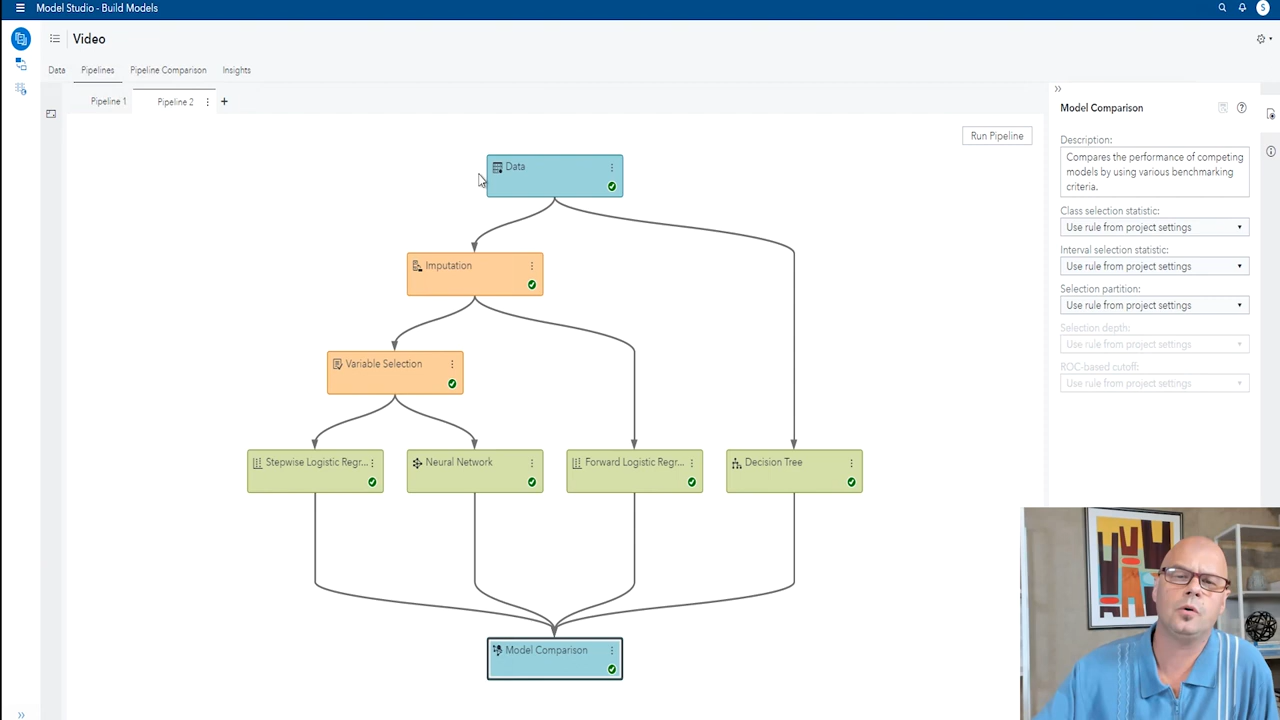 Model Studio - Build Models
S
Video
Data
Pipelines
Pipeline Comparison
Insights
Pipeline 1
Pipeline 2
Run Pipeline
Data
Imputation
Variable Selection
Stepwise Logistic Regr...
Neural Network
Forward Logistic Regr...
Decision Tree
Model Comparison
Model Comparison
Description:
Compares the performance of competing
models by using various benchmarking
criteria.
Class selection statistic:
Use rule from project settings
Interval selection statistic:
Use rule from project settings
Selection partition:
Use rule from project settings
Selection depth:
Use rule from project settings
ROC-based cutoff:
Use rule from project settings